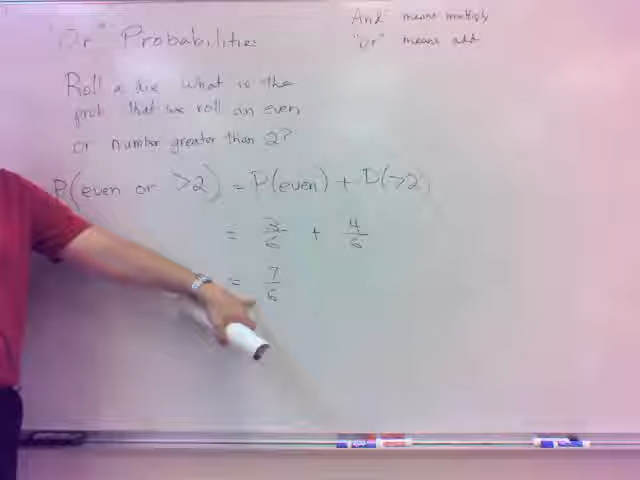 "Or" Probabilities
"And" means multiply
"Or" means add
Roll a die what is the
prob that we roll an even
or number greater than 2?
P(even or >2) = P(even) + P(>2)
= 3/6 + 4/6
= 7/6